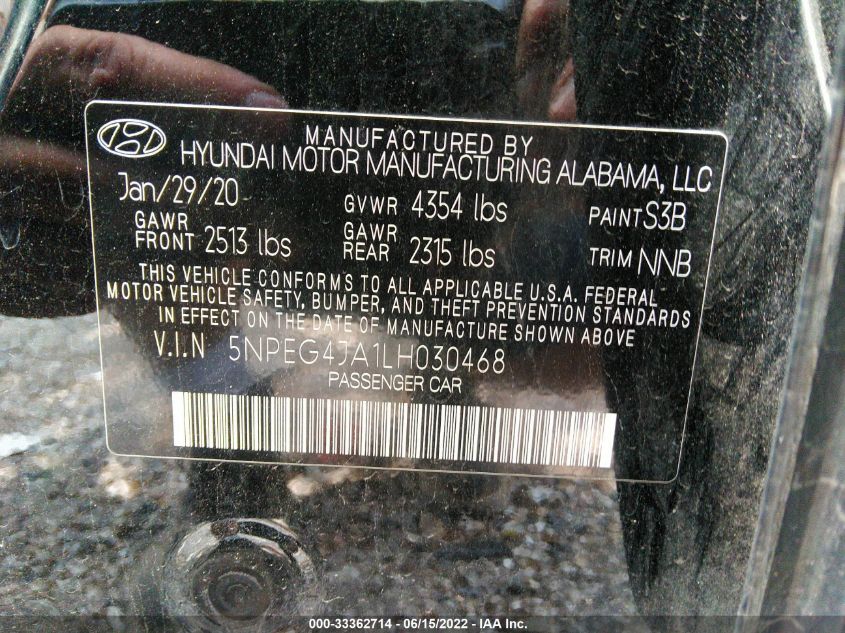 MANUFACTURED BY
HYUNDAI MOTOR MANUFACTURING ALABAMA, LLC
Jan/29/20 GVWR 4354 lbs PAINT S3B
GAWR FRONT 2513 lbs GAWR REAR 2315 lbs TRIM NNB
THIS VEHICLE CONFORMS TO ALL APPLICABLE U.S.A. FEDERAL
MOTOR VEHICLE SAFETY, BUMPER, AND THEFT PREVENTION STANDARDS
IN EFFECT ON THE DATE OF MANUFACTURE SHOWN ABOVE
V.I.N 5NPEG4JA1LH030468
PASSENGER CAR
000-33362714 - 06/15/2022 - IAA Inc.